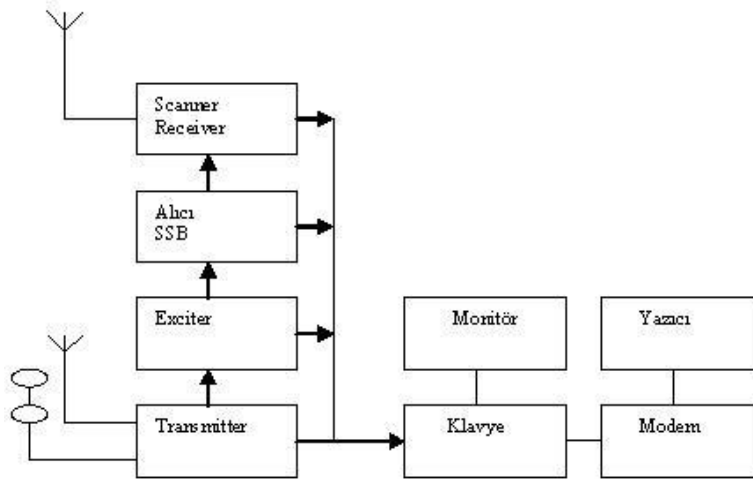 Scanner
Receiver
Alıcı
SSB
Exciter
Monitör
Yazıcı
Transmitter
Klavye
Modem